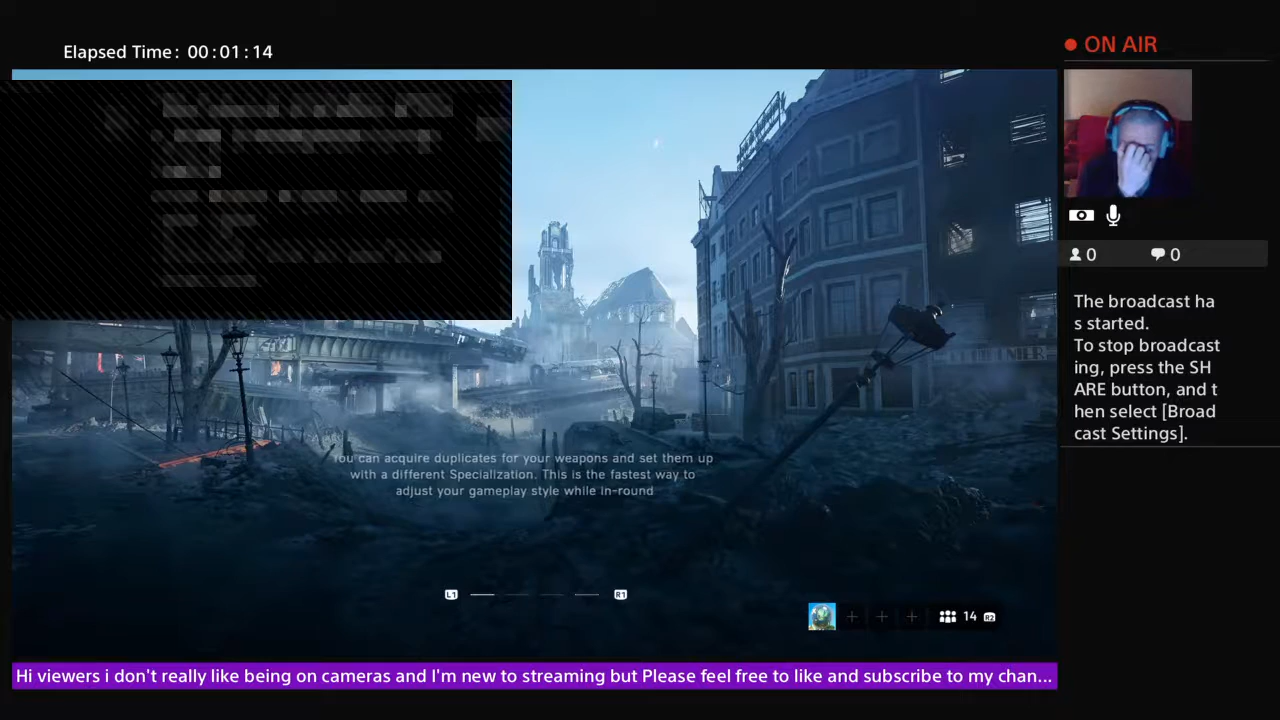 Elapsed Time: 00:01:14
ON AIR
0 0
The broadcast ha
s started.
To stop broadcast
ing, press the SH
ARE button, and t
hen select [Broad
cast Settings].
You can acquire duplicates for your weapons and set them up
with a different Specialization. This is the fastest way to
adjust your gameplay style while in-round
L1 R1
14 R2
Hi viewers i don't really like being on cameras and I'm new to streaming but Please feel free to like and subscribe to my chan...